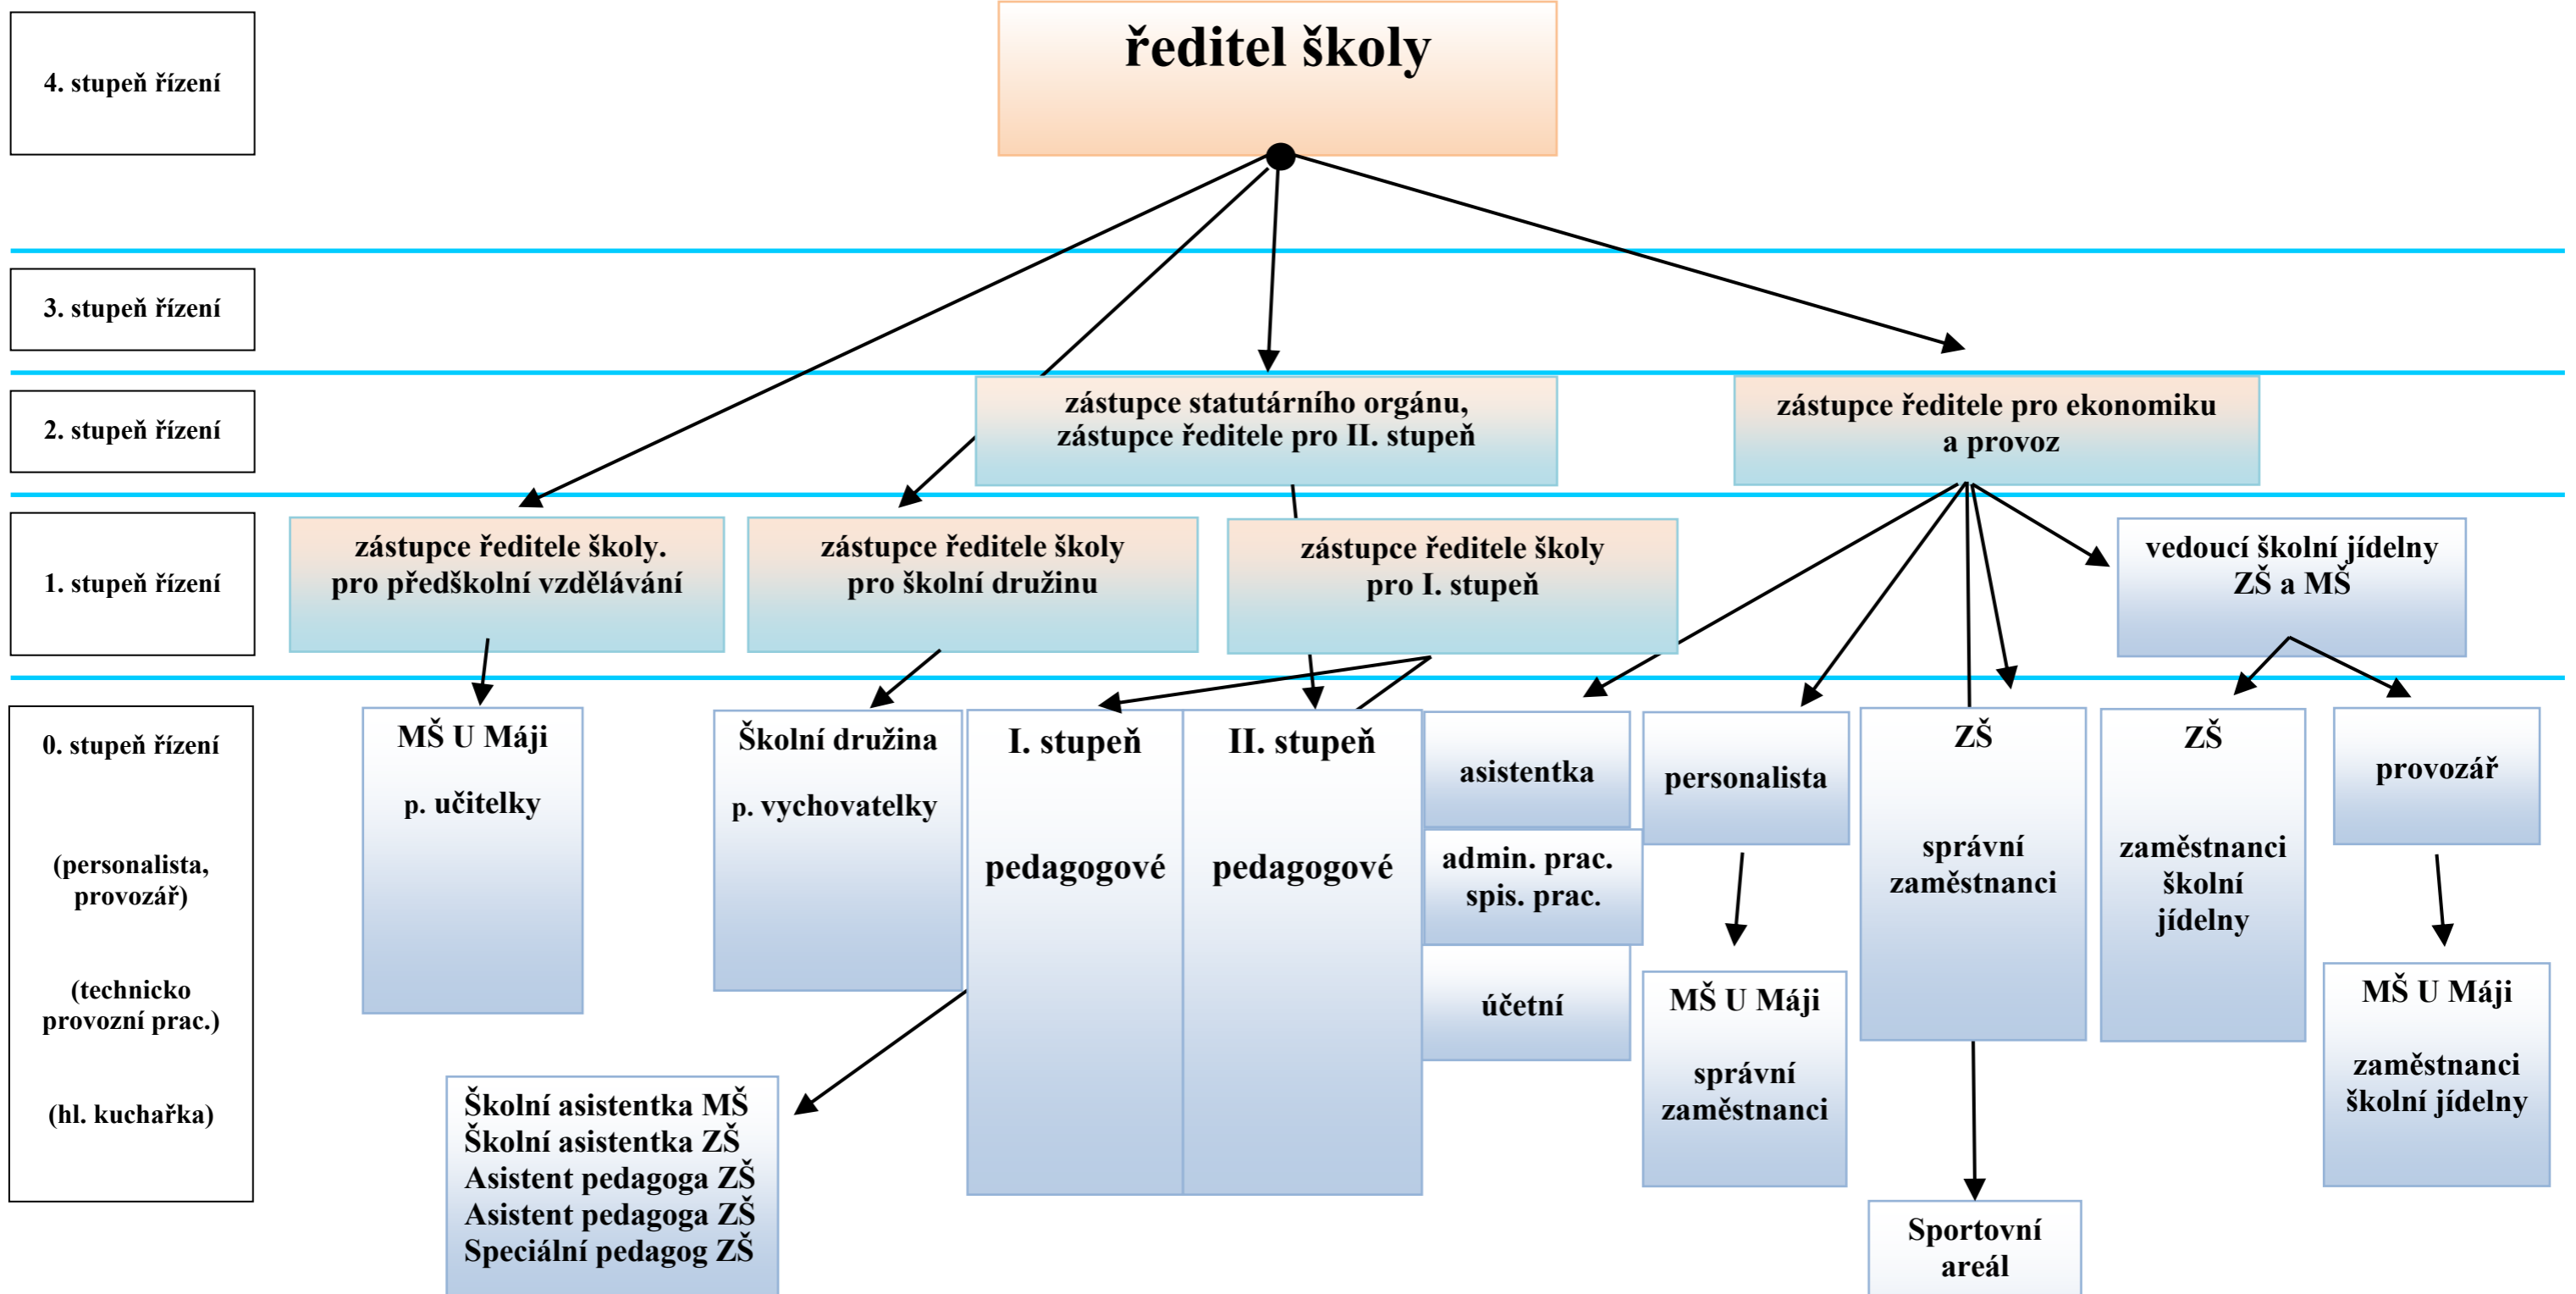 ředitel školy
4. stupeň řízení
3. stupeň řízení
2. stupeň řízení
zástupce statutárního orgánu,
zástupce ředitele pro II. stupeň
zástupce ředitele pro ekonomiku
a provoz
1. stupeň řízení
zástupce ředitele školy.
pro předškolní vzdělávání
zástupce ředitele školy
pro školní družinu
zástupce ředitele školy
pro I. stupeň
vedoucí školní jídelny
ZŠ a MŠ
0. stupeň řízení
(personalista,
provozář)
(technicko
provozní prac.)
(hl. kuchařka)
MŠ U Máji
p. učitelky
Školní družina
p. vychovatelky
I. stupeň
pedagogové
II. stupeň
pedagogové
asistentka
admin. prac.
spis. prac.
účetní
personalista
MŠ U Máji
správní
zaměstnanci
ZŠ
správní
zaměstnanci
ZŠ
zaměstnanci
školní
jídelny
provozář
MŠ U Máji
zaměstnanci
školní jídelny
Školní asistentka MŠ
Školní asistentka ZŠ
Asistent pedagoga ZŠ
Asistent pedagoga ZŠ
Speciální pedagog ZŠ
Sportovní
areál